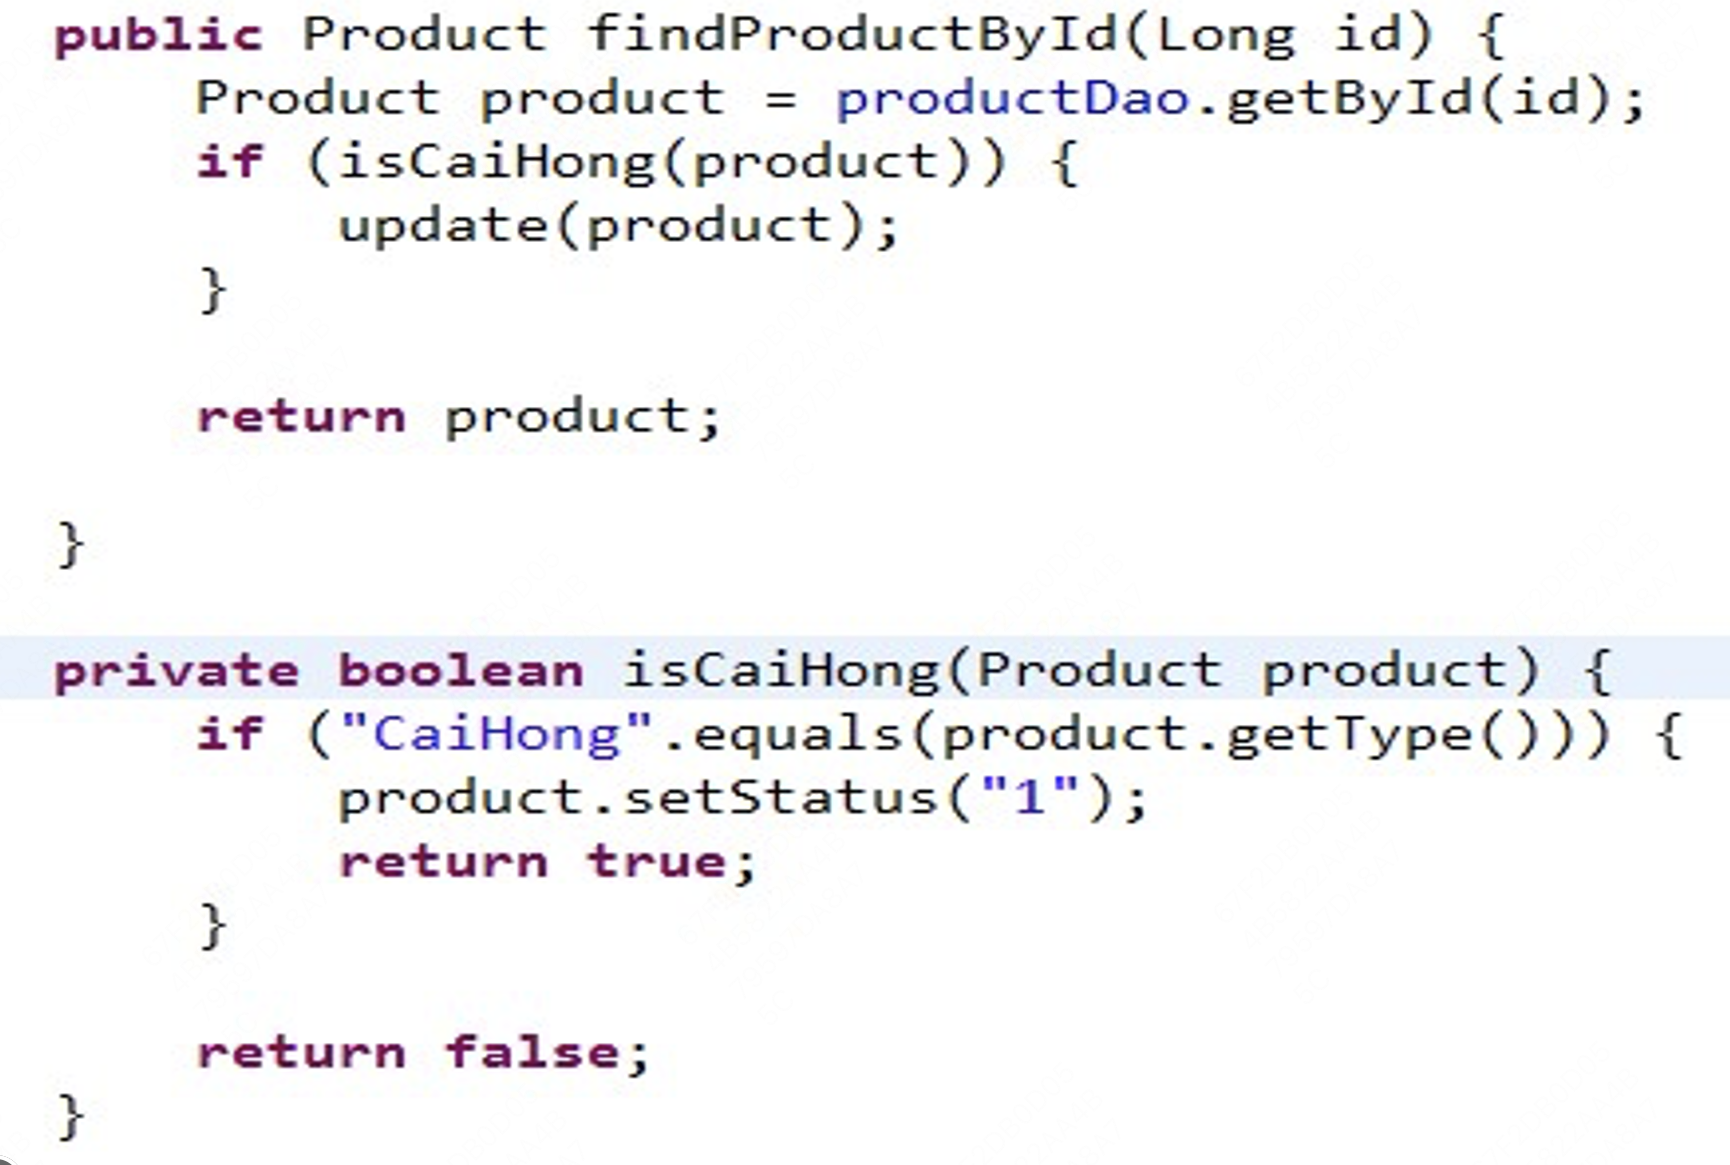 public Product findProductById(Long id) {
    Product product = productDao.getById(id);
    if (isCaiHong(product)) {
        update(product);
    }
    return product;
}
private boolean isCaiHong(Product product) {
    if ("CaiHong".equals(product.getType())) {
        product.setStatus("1");
        return true;
    }
    return false;
}